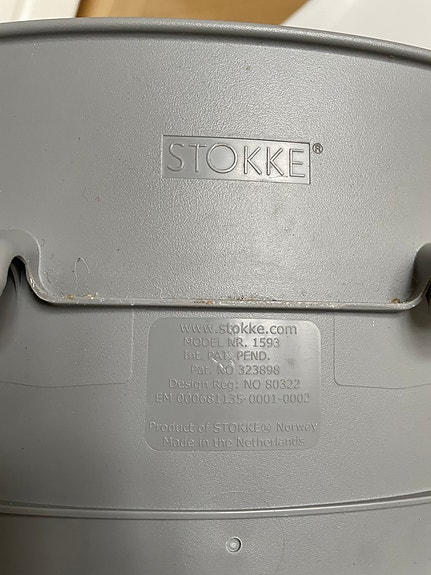 STOKKE®
www.stokke.com
MODEL NR. 1593
Int. PAT. PEND.
Pat. NO 323898
Design Reg: NO 80322
EM 000681135-0001-0002
Product of STOKKE® Norway
Made in the Netherlands